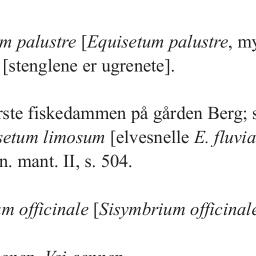 m palustre [Equisetum palustre, my
[stenglene er ugrenete].
rste fiskedammen på gården Berg; s
setum limosum [elvesnelle E. fluvia
n. mant. II, s. 504.
um officinale [Sisymbrium officinale